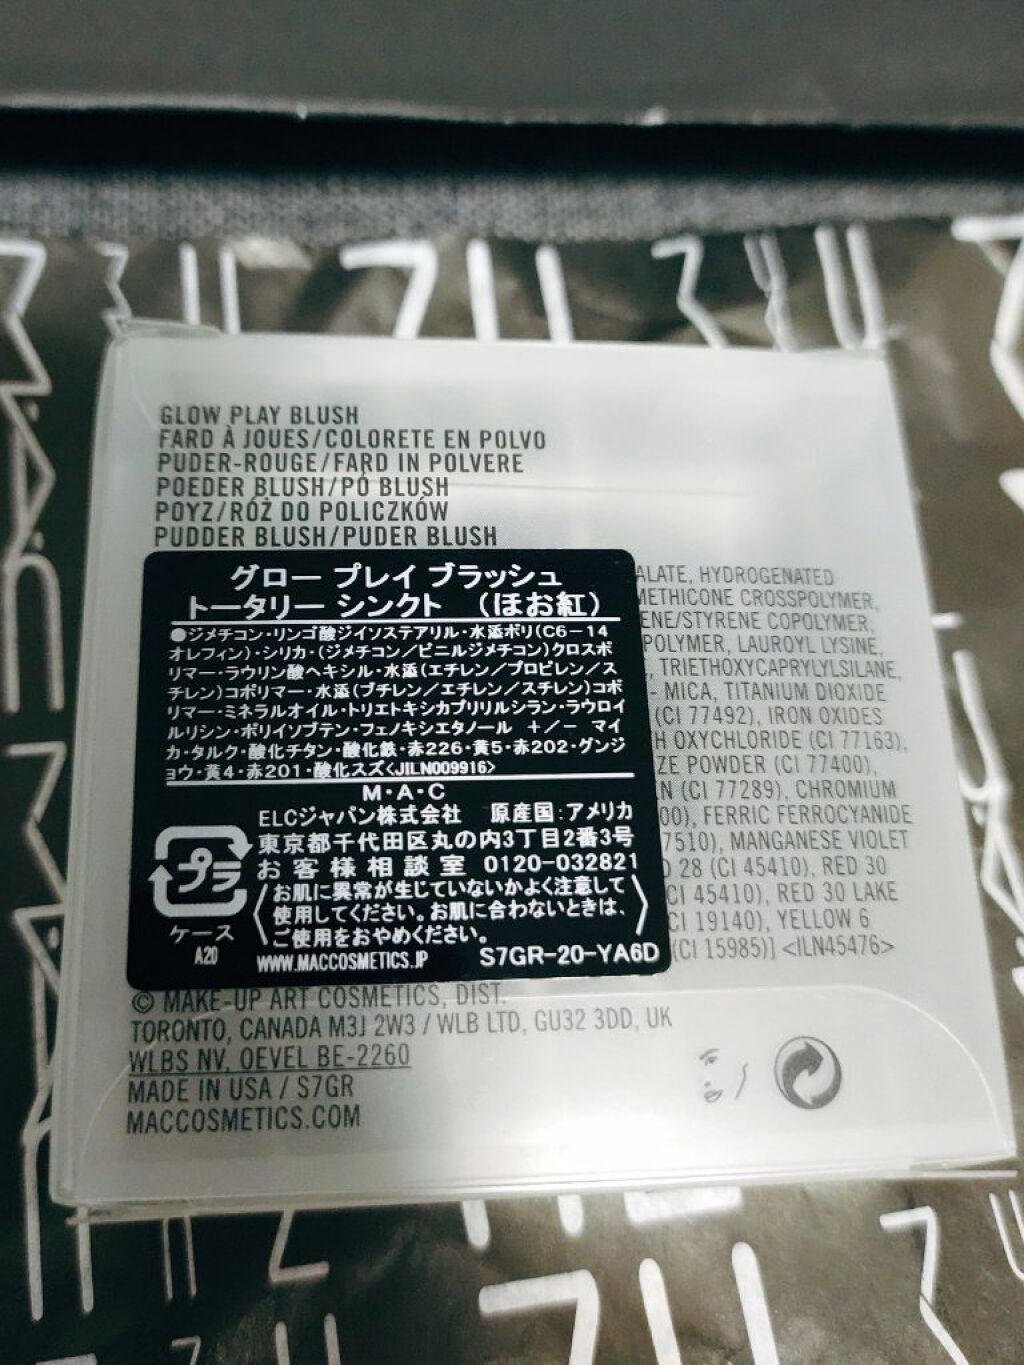 GLOW PLAY BLUSH
FARD À JOUES/COLORETE EN POLVO
PUDER-ROUGE/FARD IN POLVERE
POEDER BLUSH/PÓ BLUSH
POYZ/RÓŻ DO POLICZKÓW
PUDDER BLUSH/PUDER BLUSH
グロー プレイ ブラッシュ
トータリー シンクト （ほお紅）
●ジメチコン・リンゴ酸ジイソステアリル・水添ポリ(C6－14
オレフィン)・シリカ・(ジメチコン／ビニルジメチコン)クロスポ
リマー・ラウリン酸ヘキシル・水添(エチレン／プロピレン／ス
チレン)コポリマー・水添(ブチレン／エチレン／スチレン)コポ
リマー・ミネラルオイル・トリエトキシカプリリルシラン・ラウロイ
ルリシン・ポリイソブテン・フェノキシエタノール ＋/－ マイ
カ・タルク・酸化チタン・酸化鉄・赤226・黄5・赤202・グンジ
ョウ・黄4・赤201・酸化スズ<JILN009916>
M・A・C
ELCジャパン株式会社 原産国：アメリカ
東京都千代田区丸の内3丁目2番3号
お客様相談室 0120-032821
〈お肌に異常が生じていないかよく注意して
使用してください。お肌に合わないときは、
ご使用をおやめください。〉
プラ
ケース
A20
WWW.MACCOSMETICS.JP S7GR-20-YA6D
ALATE, HYDROGENATED
METHICONE CROSSPOLYMER,
ENE/STYRENE COPOLYMER,
POLYMER, LAUROYL LYSINE,
, TRIETHOXYCAPRYLYLSILANE,
- MICA, TITANIUM DIOXIDE
(CI 77492), IRON OXIDES
H OXYCHLORIDE (CI 77163),
ZE POWDER (CI 77400),
N (CI 77289), CHROMIUM
00), FERRIC FERROCYANIDE
7510), MANGANESE VIOLET
D 28 (CI 45410), RED 30
CI 45410), RED 30 LAKE
CI 19140), YELLOW 6
(CI 15985)] <ILN45476>
© MAKE-UP ART COSMETICS, DIST.
TORONTO, CANADA M3J 2W3 / WLB LTD, GU32 3DD, UK
WLBS NV, OEVEL BE-2260
MADE IN USA / S7GR
MACCOSMETICS.COM